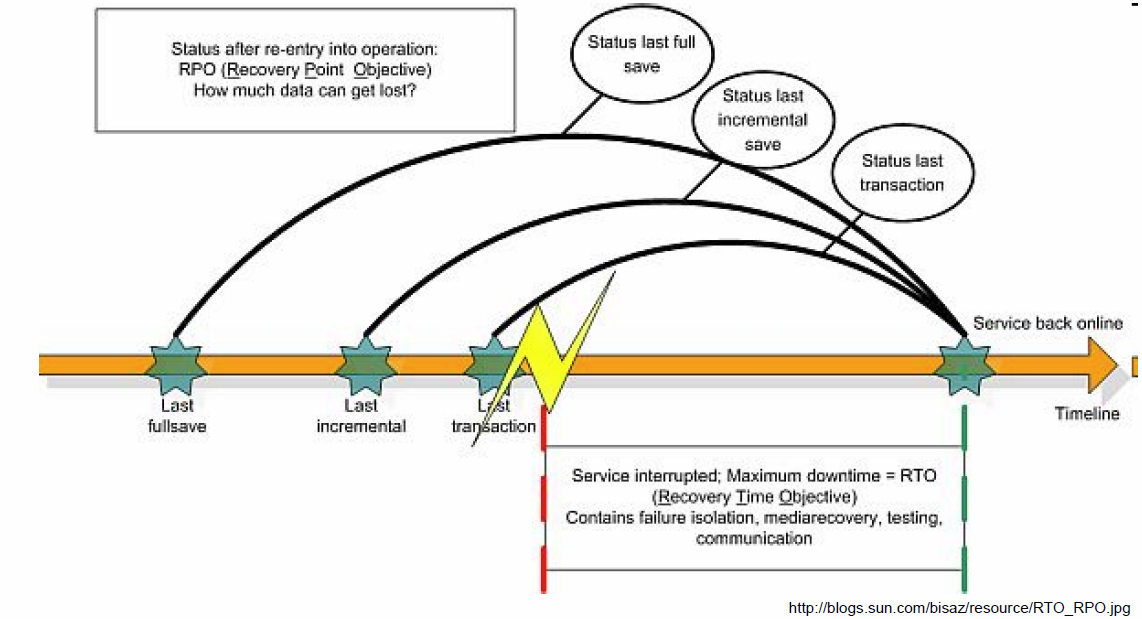 Status after re-entry into operation:
RPO (Recovery Point Objective)
How much data can get lost?
Status last full
save
Status last
incremental
save
Status last
transaction
Service back online
Last
fullsave
Last
incremental
Last
transaction
Timeline
Service interrupted; Maximum downtime = RTO
(Recovery Time Objective)
Contains failure isolation, mediarecovery, testing,
communication
http://blogs.sun.com/bisaz/resource/RTO_RPO.jpg